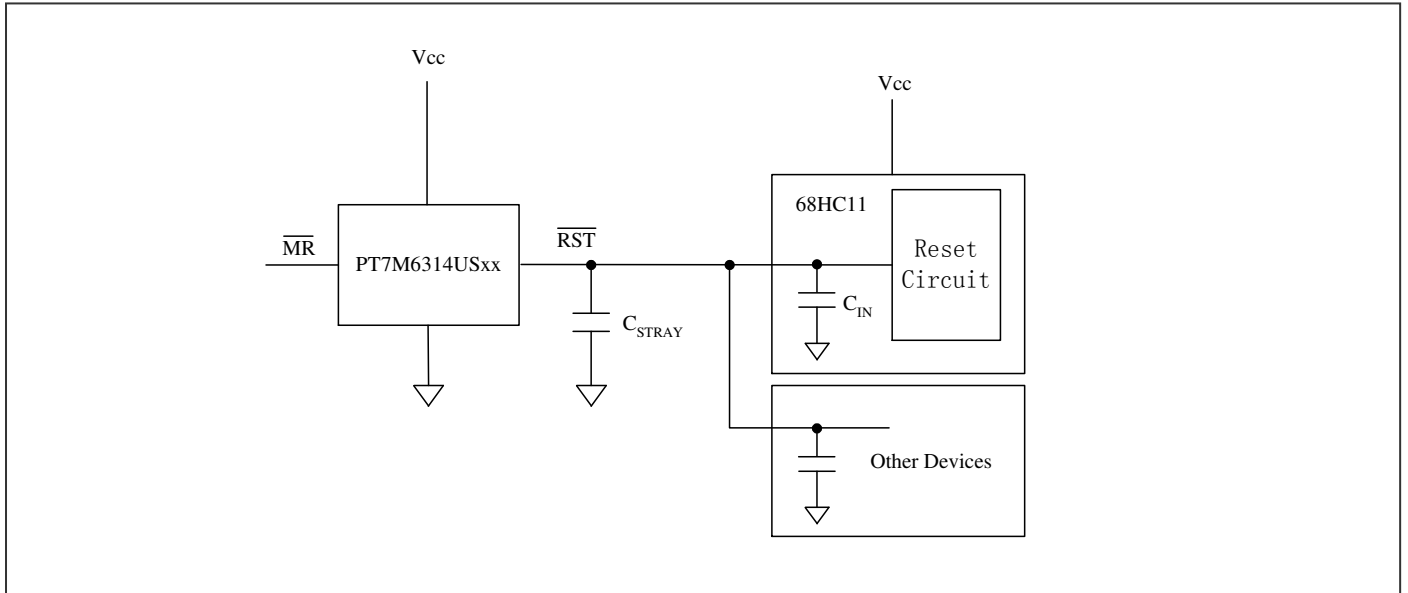 Vcc
Vcc
68HC11
MR
PT7M6314USxx
RST
Reset
Circuit
C_IN
C_STRAY
Other Devices